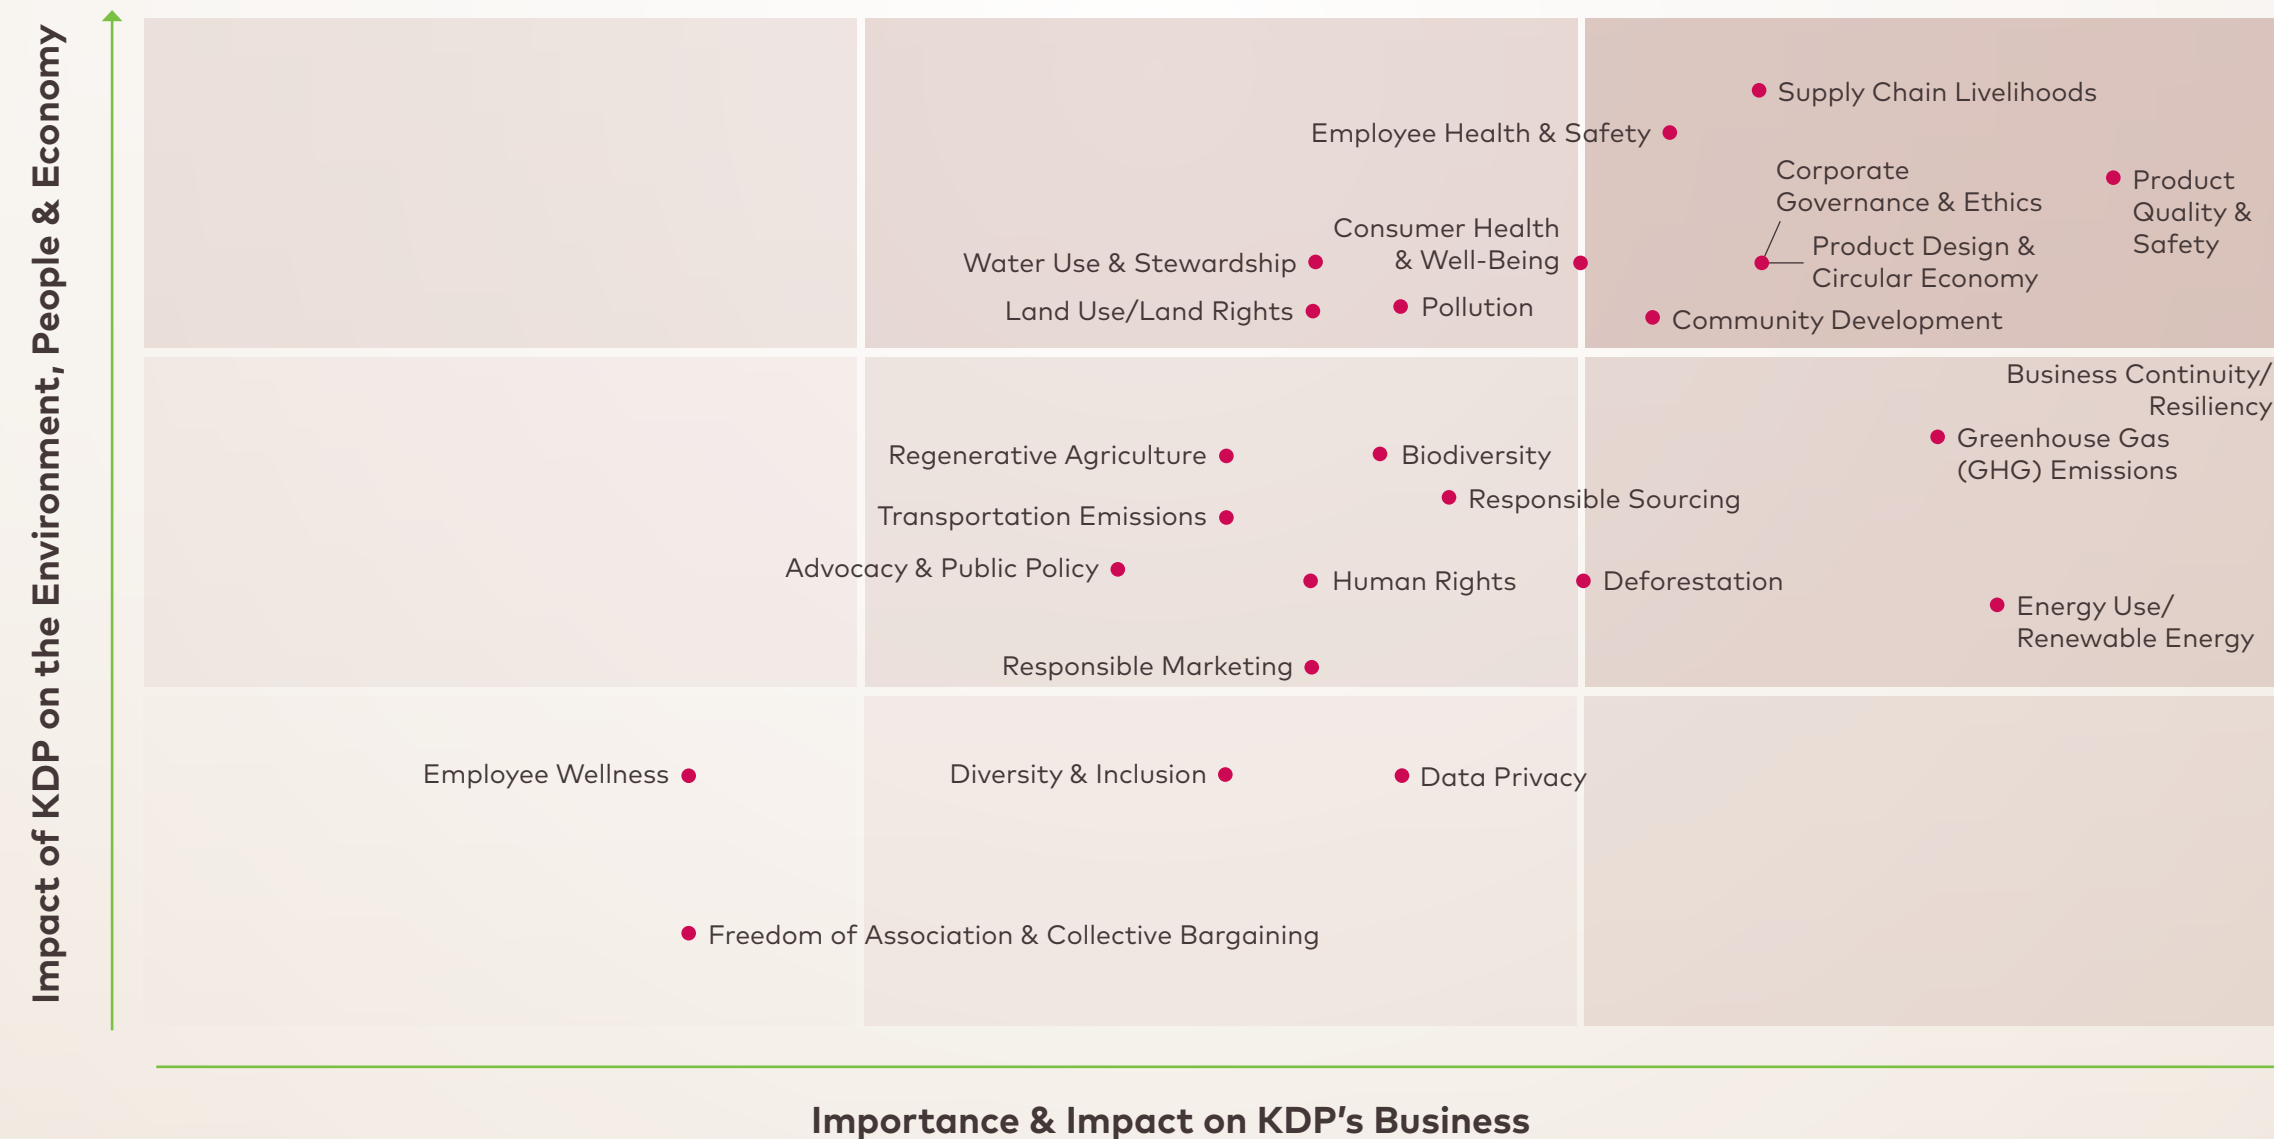 Impact of KDP on the Environment, People & Economy
Supply Chain Livelihoods
Employee Health & Safety
Corporate
Governance & Ethics
Product
Quality &
Safety
Consumer Health
& Well-Being
Water Use & Stewardship
Product Design &
Circular Economy
Land Use/Land Rights
Pollution
Community Development
Business Continuity/
Resiliency
Greenhouse Gas
(GHG) Emissions
Regenerative Agriculture
Biodiversity
Responsible Sourcing
Transportation Emissions
Advocacy & Public Policy
Human Rights
Deforestation
Energy Use/
Renewable Energy
Responsible Marketing
Employee Wellness
Diversity & Inclusion
Data Privacy
Freedom of Association & Collective Bargaining
Importance & Impact on KDP’s Business